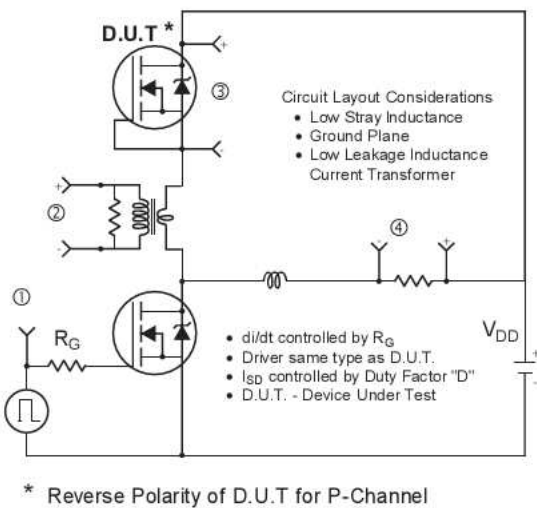 D.U.T *
+
③
-
Circuit Layout Considerations
• Low Stray Inductance
• Ground Plane
• Low Leakage Inductance
Current Transformer
+
②
-
-
④
+
①
RG
VDD
+
-
• di/dt controlled by RG
• Driver same type as D.U.T.
• ISD controlled by Duty Factor "D"
• D.U.T. - Device Under Test
* Reverse Polarity of D.U.T for P-Channel